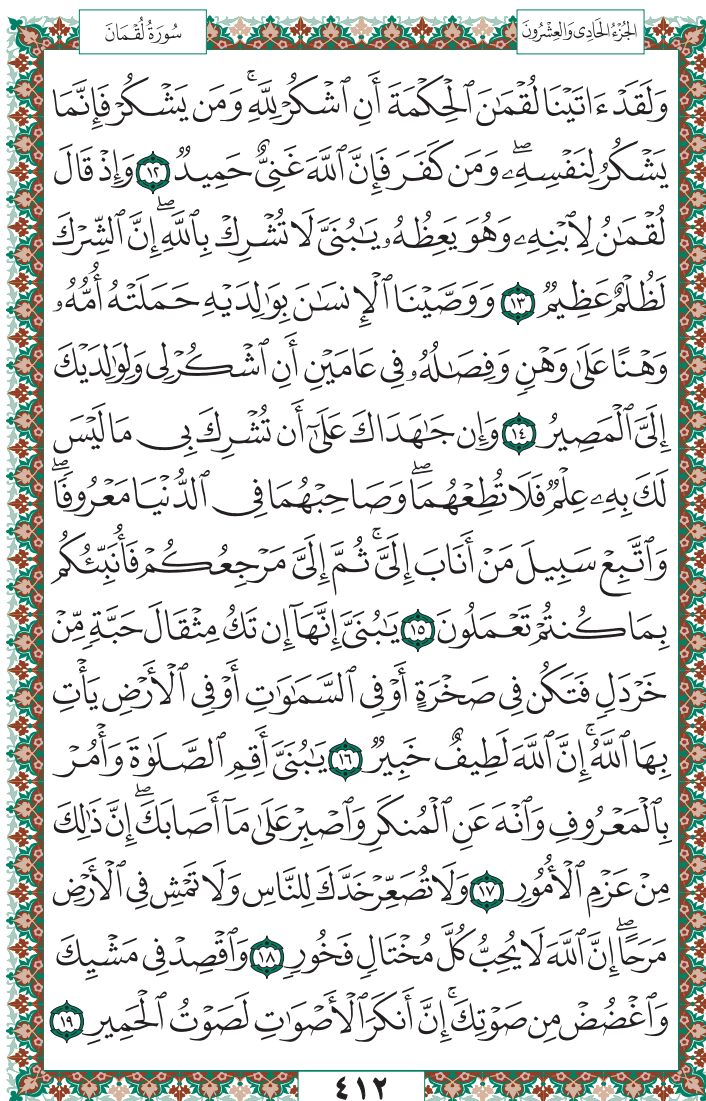 الجُزْءُ الحَادِى وَالعِشْرُونَ
سُورَةُ لُقْمَانَ
وَلَقَدْ ءَاتَيْنَا لُقْمَٰنَ ٱلْحِكْمَةَ أَنِ ٱشْكُرْ لِلَّهِۚ وَمَن يَشْكُرْ فَإِنَّمَا
يَشْكُرُ لِنَفْسِهِۦۖ وَمَن كَفَرَ فَإِنَّ ٱللَّهَ غَنِىٌّ حَمِيدٌ ١٢ وَإِذْ قَالَ
لُقْمَٰنُ لِٱبْنِهِۦ وَهُوَ يَعِظُهُۥ يَٰبُنَىَّ لَا تُشْرِكْ بِٱللَّهِۖ إِنَّ ٱلشِّرْكَ
لَظُلْمٌ عَظِيمٌ ١٣ وَوَصَّيْنَا ٱلْإِنسَٰنَ بِوَٰلِدَيْهِ حَمَلَتْهُ أُمُّهُۥ
وَهْنًا عَلَىٰ وَهْنٍ وَفِصَٰلُهُۥ فِى عَامَيْنِ أَنِ ٱشْكُرْ لِى وَلِوَٰلِدَيْكَ
إِلَىَّ ٱلْمَصِيرُ ١٤ وَإِن جَٰهَدَاكَ عَلَىٰٓ أَن تُشْرِكَ بِى مَا لَيْسَ
لَكَ بِهِۦ عِلْمٌ فَلَا تُطِعْهُمَاۖ وَصَاحِبْهُمَا فِى ٱلدُّنْيَا مَعْرُوفًاۖ
وَٱتَّبِعْ سَبِيلَ مَنْ أَنَابَ إِلَىَّۚ ثُمَّ إِلَىَّ مَرْجِعُكُمْ فَأُنَبِّئُكُم
بِمَا كُنتُمْ تَعْمَلُونَ ١٥ يَٰبُنَىَّ إِنَّهَآ إِن تَكُ مِثْقَالَ حَبَّةٍ مِّنْ
خَرْدَلٍ فَتَكُن فِى صَخْرَةٍ أَوْ فِى ٱلسَّمَٰوَٰتِ أَوْ فِى ٱلْأَرْضِ يَأْتِ
بِهَا ٱللَّهُۚ إِنَّ ٱللَّهَ لَطِيفٌ خَبِيرٌ ١٦ يَٰبُنَىَّ أَقِمِ ٱلصَّلَوٰةَ وَأْمُرْ
بِٱلْمَعْرُوفِ وَٱنْهَ عَنِ ٱلْمُنكَرِ وَٱصْبِرْ عَلَىٰ مَآ أَصَابَكَۖ إِنَّ ذَٰلِكَ
مِنْ عَزْمِ ٱلْأُمُورِ ١٧ وَلَا تُصَعِّرْ خَدَّكَ لِلنَّاسِ وَلَا تَمْشِ فِى ٱلْأَرْضِ
مَرَحًاۖ إِنَّ ٱللَّهَ لَا يُحِبُّ كُلَّ مُخْتَالٍ فَخُورٍ ١٨ وَٱقْصِدْ فِى مَشْيِكَ
وَٱغْضُضْ مِن صَوْتِكَۚ إِنَّ أَنكَرَ ٱلْأَصْوَٰتِ لَصَوْتُ ٱلْحَمِيرِ ١٩
٤١٢